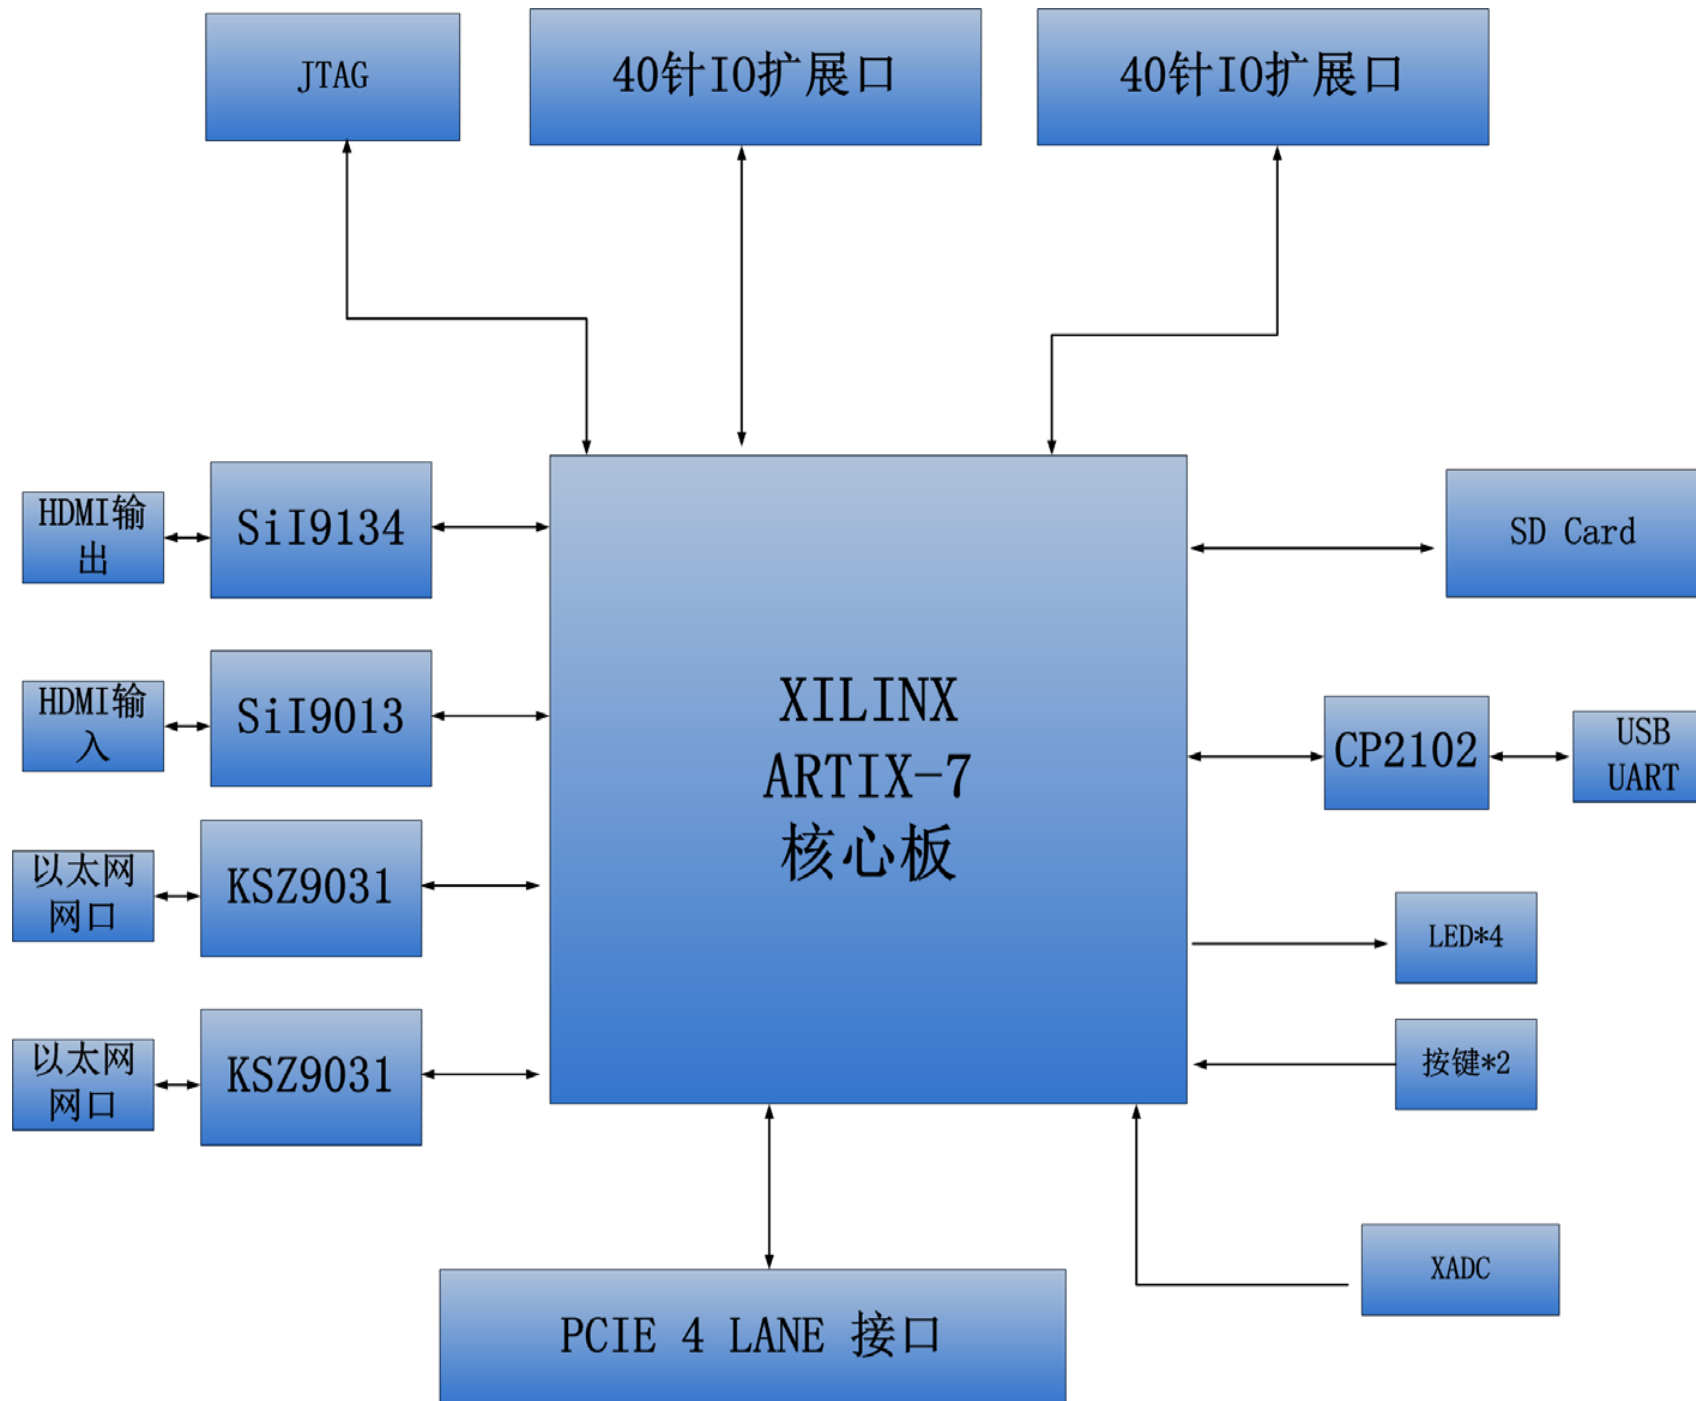 JTAG
40针IO扩展口
40针IO扩展口
HDMI输
出
SiI9134
SD Card
HDMI输
入
SiI9013
XILINX
ARTIX-7
核心板
CP2102
USB
UART
以太网
网口
KSZ9031
LED*4
以太网
网口
KSZ9031
按键*2
XADC
PCIE 4 LANE 接口